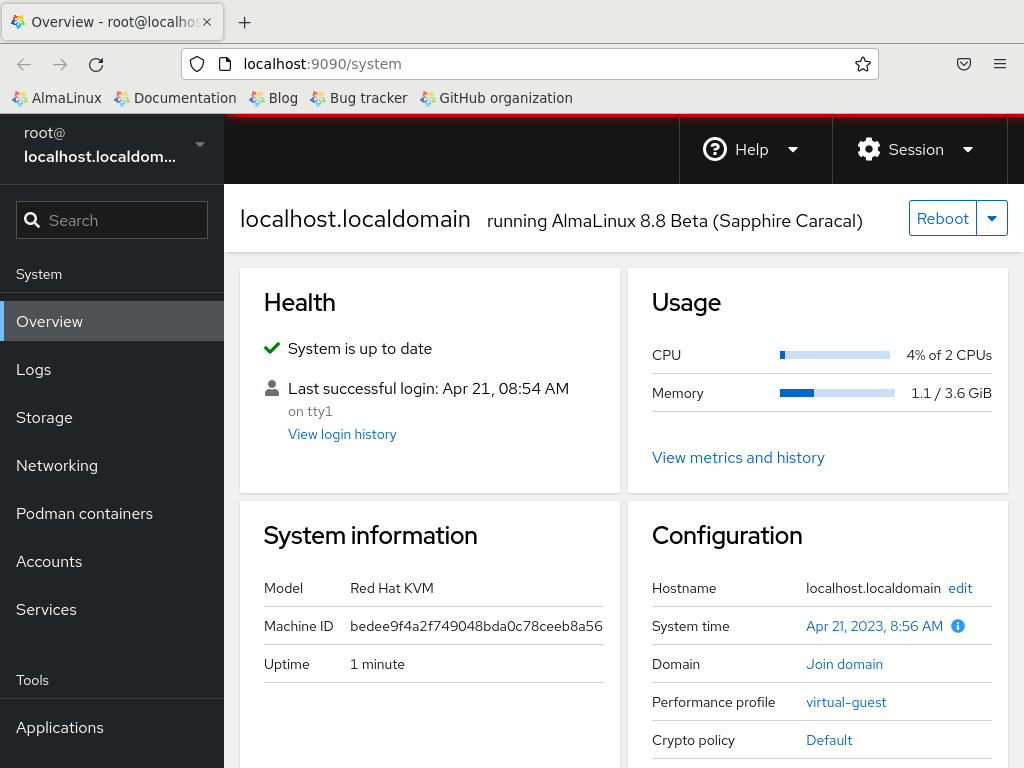 Overview - root@localhos
localhost:9090/system
AlmaLinux Documentation Blog Bug tracker GitHub organization
root@
localhost.localdom...
Help Session
Search
localhost.localdomain running AlmaLinux 8.8 Beta (Sapphire Caracal) Reboot
System
Overview
Logs
Storage
Networking
Podman containers
Accounts
Services
Tools
Applications
Health
System is up to date
Last successful login: Apr 21, 08:54 AM
on tty1
View login history
Usage
CPU 4% of 2 CPUs
Memory 1.1 / 3.6 GiB
View metrics and history
System information
Model Red Hat KVM
Machine ID bedee9f4a2f749048bda0c78ceeb8a56
Uptime 1 minute
Configuration
Hostname localhost.localdomain edit
System time Apr 21, 2023, 8:56 AM
Domain Join domain
Performance profile virtual-guest
Crypto policy Default